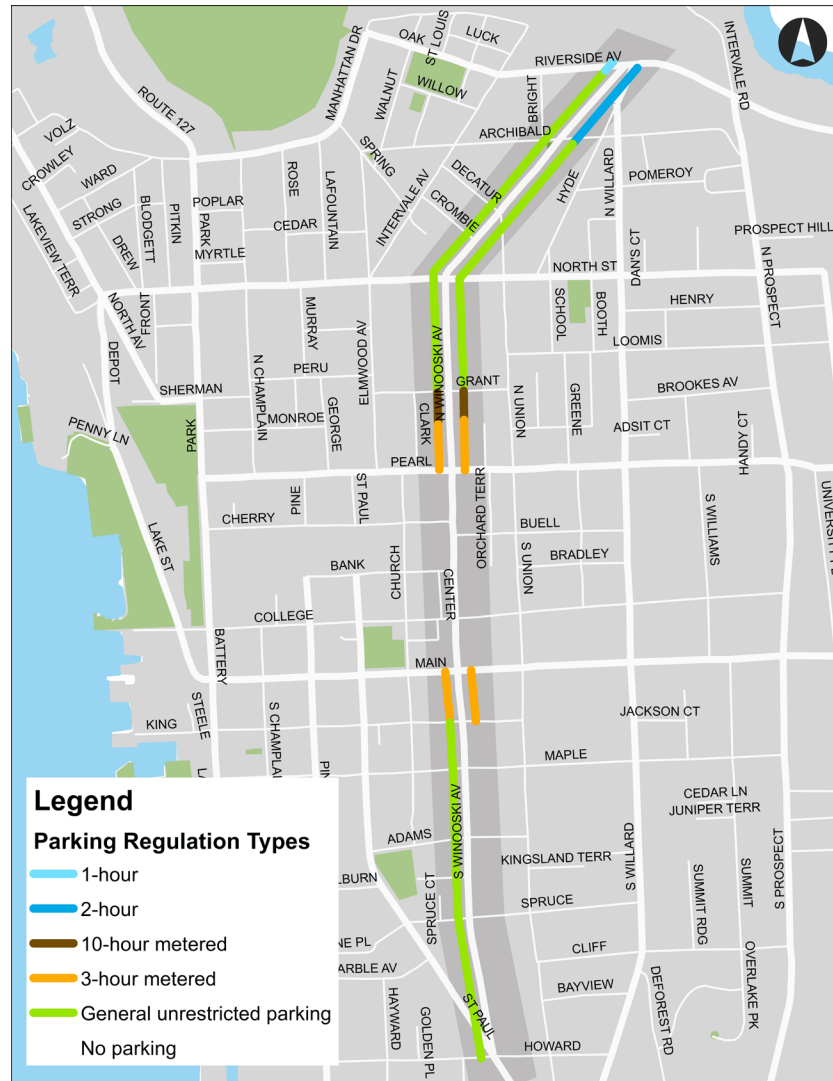 OAK
ST LOUIS
LUCK
RIVERSIDE AV
INTERVALE RD
MANHATTAN DR
WALNUT
WILLOW
BRIGHT
ROUTE 127
ARCHIBALD
VOLZ
CROWLEY
WARD
SPRING
DECATUR
HYDE
N WILLARD
POMEROY
ROSE
LAFOUNTAIN
INTERVALE AV
CROMBIE
LAKEVIEW TERR
STRONG
BLODGETT
PITKIN
POPLAR
PARK
CEDAR
DREW
MYRTLE
DAN'S CT
PROSPECT HILL
N PROSPECT
NORTH ST
NORTH AV
FRONT
MURRAY
ELMWOOD AV
N WINOOSKI AV
SCHOOL
BOOTH
HENRY
LOOMIS
DEPOT
N CHAMPLAIN
PERU
SHERMAN
GRANT
BROOKES AV
MONROE
GEORGE
CLARK
N UNION
GREENE
ADSIT CT
HANDY CT
PENNY LN
PARK
PEARL
ORCHARD TERR
PINE
ST PAUL
S WILLIAMS
CHERRY
BUELL
LAKE ST
BANK
CHURCH
CENTER
S UNION
BRADLEY
COLLEGE
BATTERY
MAIN
STEELE
S CHAMPLAIN
KING
JACKSON CT
MAPLE
S WINOOSKI AV
CEDAR LN
JUNIPER TERR
ADAMS
KINGSLAND TERR
S WILLARD
S PROSPECT
SPRUCE CT
SPRUCE
SUMMIT RDG
SUMMIT
CLIFF
BAYVIEW
DEFOREST RD
OVERLAKE PK
HAYWARD
GOLDEN PL
ST PAUL
HOWARD
Legend
Parking Regulation Types
1-hour
2-hour
10-hour metered
3-hour metered
General unrestricted parking
No parking